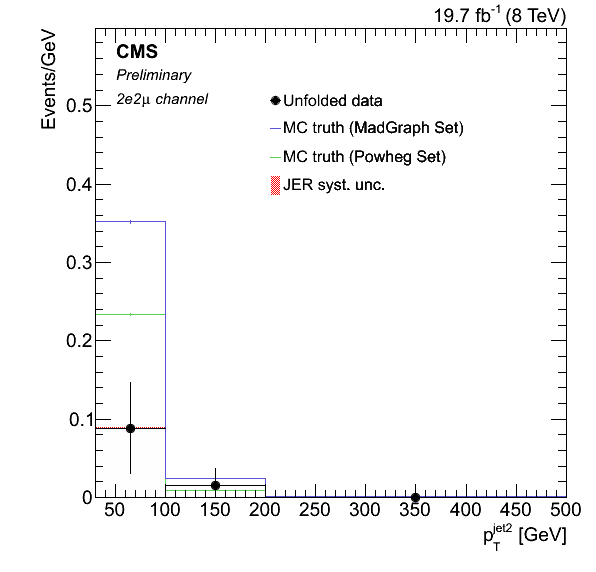 19.7 fb⁻¹ (8 TeV)
Events/GeV
CMS
Preliminary
2e2μ channel
Unfolded data
MC truth (MadGraph Set)
MC truth (Powheg Set)
JER syst. unc.
0.5
0.4
0.3
0.2
0.1
0
50 100 150 200 250 300 350 400 450 500
p_T^jet2 [GeV]